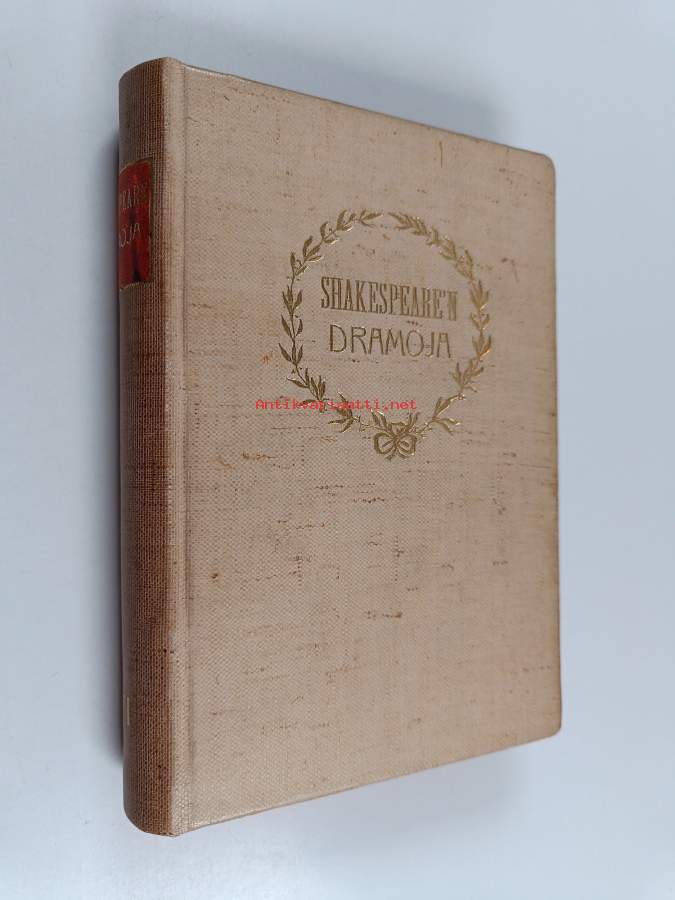 SHAKESPEARE'N
DRAMOJA
Antikvariaatti.net
I